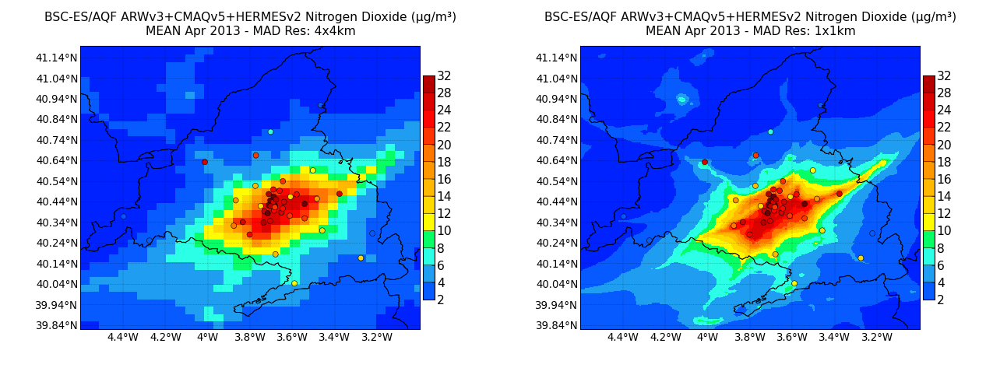 BSC-ES/AQF ARWv3+CMAQv5+HERMESv2 Nitrogen Dioxide (µg/m³)
MEAN Apr 2013 - MAD Res: 4x4km
41.14°N
41.04°N
40.94°N
40.84°N
40.74°N
40.64°N
40.54°N
40.44°N
40.34°N
40.24°N
40.14°N
40.04°N
39.94°N
39.84°N
4.4°W 4.2°W 4°W 3.8°W 3.6°W 3.4°W 3.2°W
32
28
24
22
20
18
16
14
12
10
8
6
4
2
BSC-ES/AQF ARWv3+CMAQv5+HERMESv2 Nitrogen Dioxide (µg/m³)
MEAN Apr 2013 - MAD Res: 1x1km
41.14°N
41.04°N
40.94°N
40.84°N
40.74°N
40.64°N
40.54°N
40.44°N
40.34°N
40.24°N
40.14°N
40.04°N
39.94°N
39.84°N
4.4°W 4.2°W 4°W 3.8°W 3.6°W 3.4°W 3.2°W
32
28
24
22
20
18
16
14
12
10
8
6
4
2